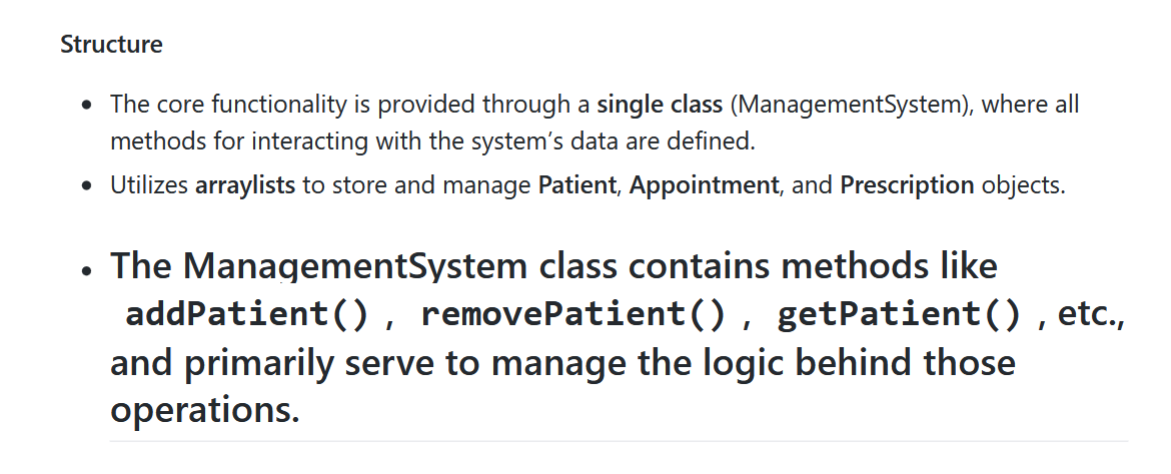 Structure
• The core functionality is provided through a single class (ManagementSystem), where all
methods for interacting with the system’s data are defined.
• Utilizes arraylists to store and manage Patient, Appointment, and Prescription objects.
• The ManagementSystem class contains methods like
addPatient() , removePatient() , getPatient() , etc.,
and primarily serve to manage the logic behind those
operations.